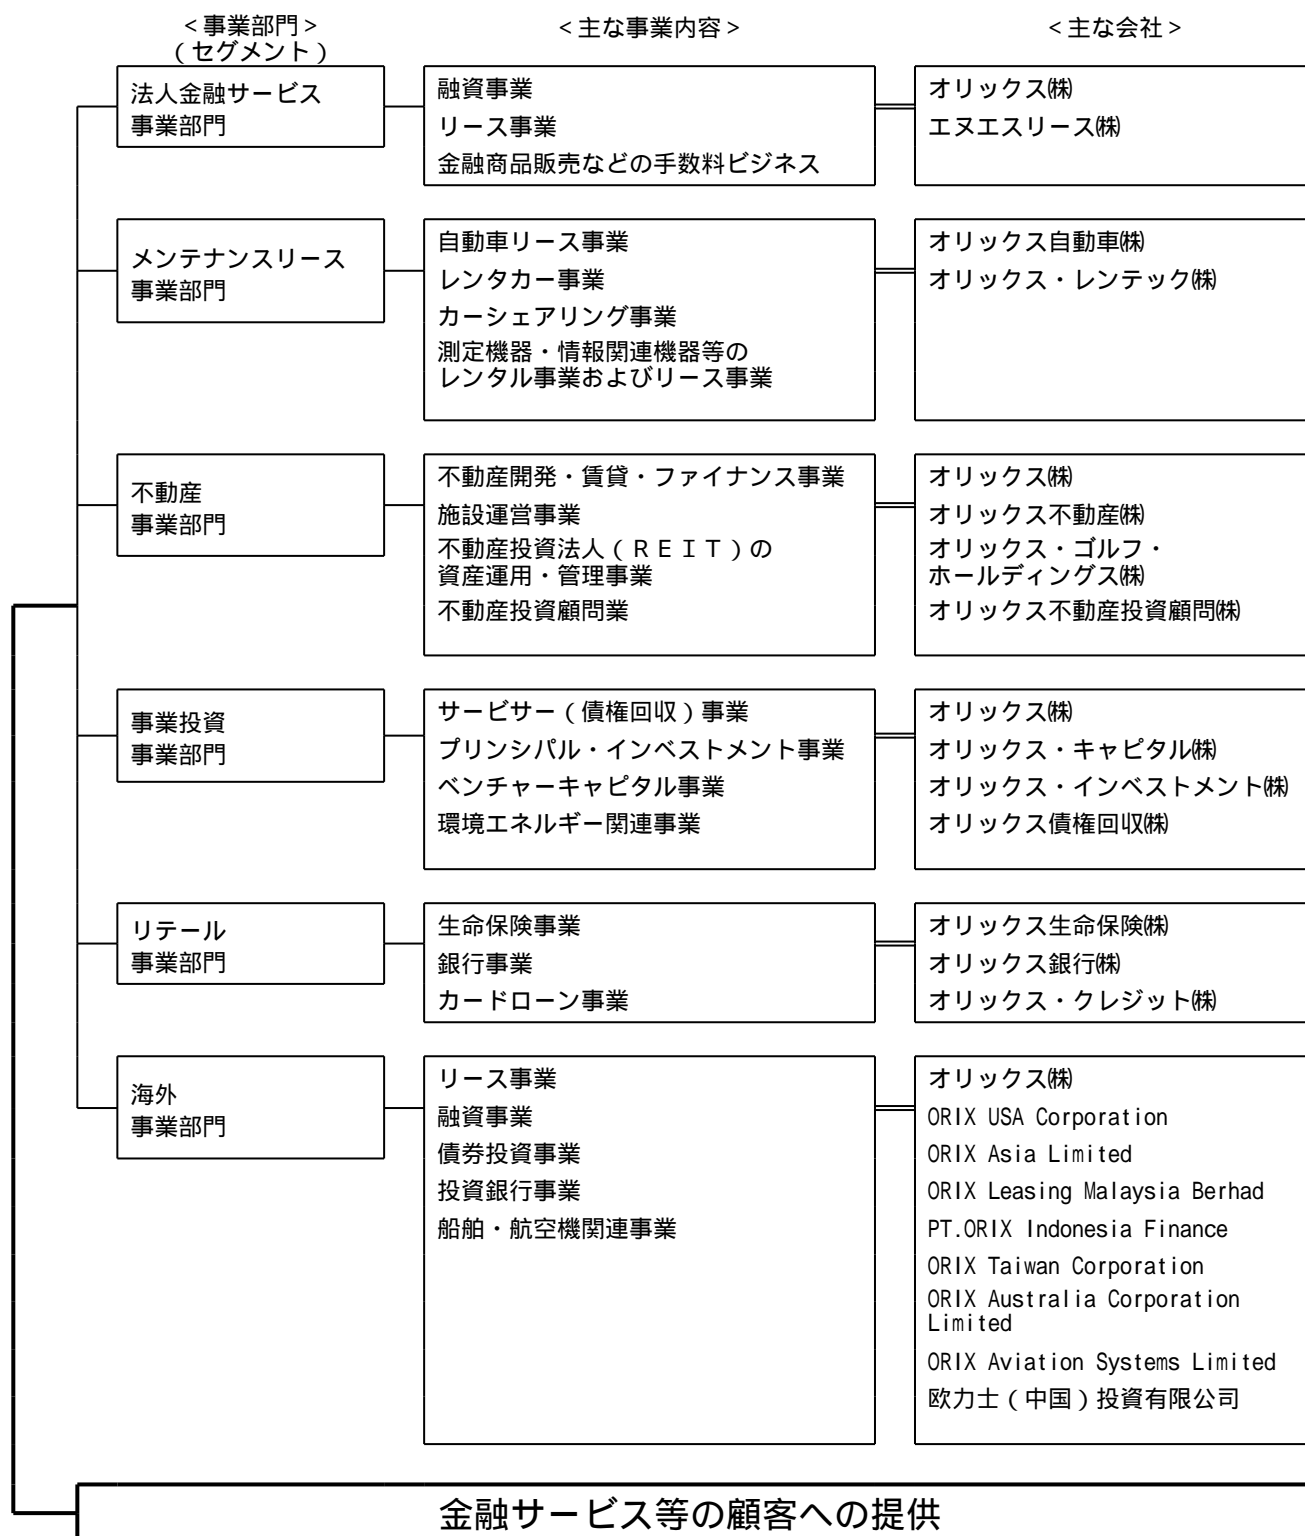 ＜事業部門＞
（セグメント）
＜主な事業内容＞
＜主な会社＞
法人金融サービス
事業部門
融資事業
リース事業
金融商品販売などの手数料ビジネス
オリックス㈱
エヌエスリース㈱
メンテナンスリース
事業部門
自動車リース事業
レンタカー事業
カーシェアリング事業
測定機器・情報関連機器等の
レンタル事業およびリース事業
オリックス自動車㈱
オリックス・レンテック㈱
不動産
事業部門
不動産開発・賃貸・ファイナンス事業
施設運営事業
不動産投資法人（ＲＥＩＴ）の
資産運用・管理事業
不動産投資顧問業
オリックス㈱
オリックス不動産㈱
オリックス・ゴルフ・
ホールディングス㈱
オリックス不動産投資顧問㈱
事業投資
事業部門
サービサー（債権回収）事業
プリンシパル・インベストメント事業
ベンチャーキャピタル事業
環境エネルギー関連事業
オリックス㈱
オリックス・キャピタル㈱
オリックス・インベストメント㈱
オリックス債権回収㈱
リテール
事業部門
生命保険事業
銀行事業
カードローン事業
オリックス生命保険㈱
オリックス銀行㈱
オリックス・クレジット㈱
海外
事業部門
リース事業
融資事業
債券投資事業
投資銀行事業
船舶・航空機関連事業
オリックス㈱
ORIX USA Corporation
ORIX Asia Limited
ORIX Leasing Malaysia Berhad
PT.ORIX Indonesia Finance
ORIX Taiwan Corporation
ORIX Australia Corporation
Limited
ORIX Aviation Systems Limited
欧力士（中国）投資有限公司
金融サービス等の顧客への提供